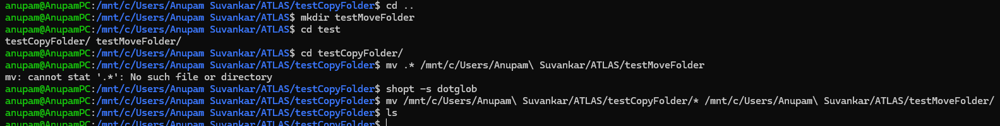 anupam@AnupamPC:/mnt/c/Users/Anupam Suvankar/ATLAS/testCopyFolder$ cd ..
anupam@AnupamPC:/mnt/c/Users/Anupam Suvankar/ATLAS$ mkdir testMoveFolder
anupam@AnupamPC:/mnt/c/Users/Anupam Suvankar/ATLAS$ cd test
testCopyFolder/ testMoveFolder/
anupam@AnupamPC:/mnt/c/Users/Anupam Suvankar/ATLAS$ cd testCopyFolder/
anupam@AnupamPC:/mnt/c/Users/Anupam Suvankar/ATLAS/testCopyFolder$ mv .* /mnt/c/Users/Anupam\ Suvankar/ATLAS/testMoveFolder
mv: cannot stat '.*': No such file or directory
anupam@AnupamPC:/mnt/c/Users/Anupam Suvankar/ATLAS/testCopyFolder$ shopt -s dotglob
anupam@AnupamPC:/mnt/c/Users/Anupam Suvankar/ATLAS/testCopyFolder$ mv /mnt/c/Users/Anupam\ Suvankar/ATLAS/testCopyFolder/* /mnt/c/Users/Anupam\ Suvankar/ATLAS/testMoveFolder/
anupam@AnupamPC:/mnt/c/Users/Anupam Suvankar/ATLAS/testCopyFolder$ ls
anupam@AnupamPC:/mnt/c/Users/Anupam Suvankar/ATLAS/testCopyFolder$